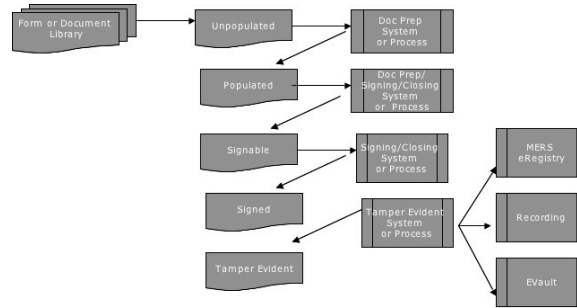 Form or Document
Library
Unpopulated
Doc Prep
System
or Process
Populated
Doc Prep/
Signing/Closing
System
or Process
Signable
Signing/Closing
System
or Process
MERS
eRegistry
Signed
Tamper Evident
System
or Process
Recording
Tamper Evident
EVault